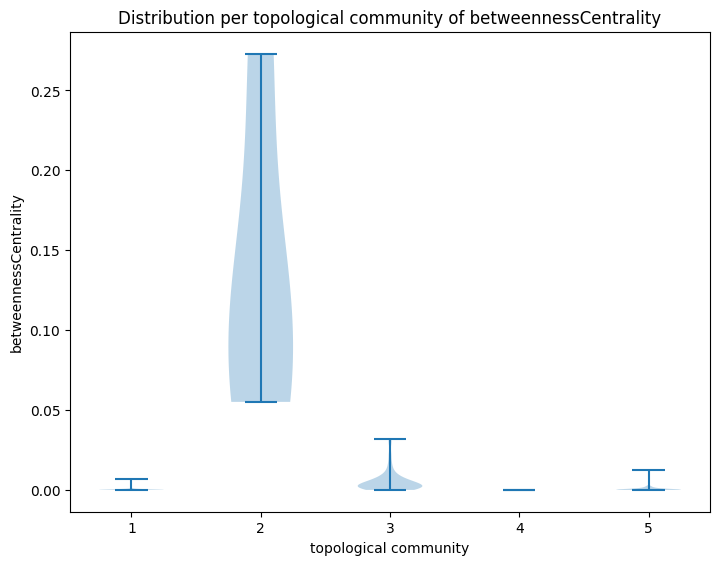 Distribution per topological community of betweennessCentrality
betweennessCentrality
0.25
0.20
0.15
0.10
0.05
0.00
1 2 3 4 5
topological community